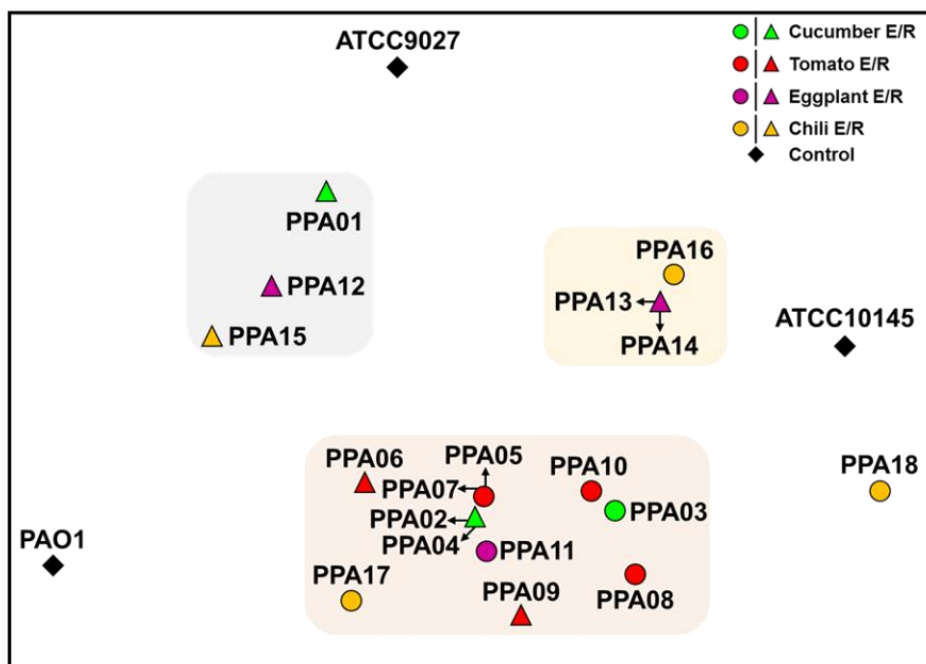 ATCC9027
Cucumber E/R
Tomato E/R
Eggplant E/R
Chili E/R
Control
PPA01
PPA12
PPA15
PPA16
PPA13
PPA14
ATCC10145
PPA06
PPA05
PPA07
PPA02
PPA04
PPA11
PPA10
PPA03
PPA18
PAO1
PPA17
PPA09
PPA08